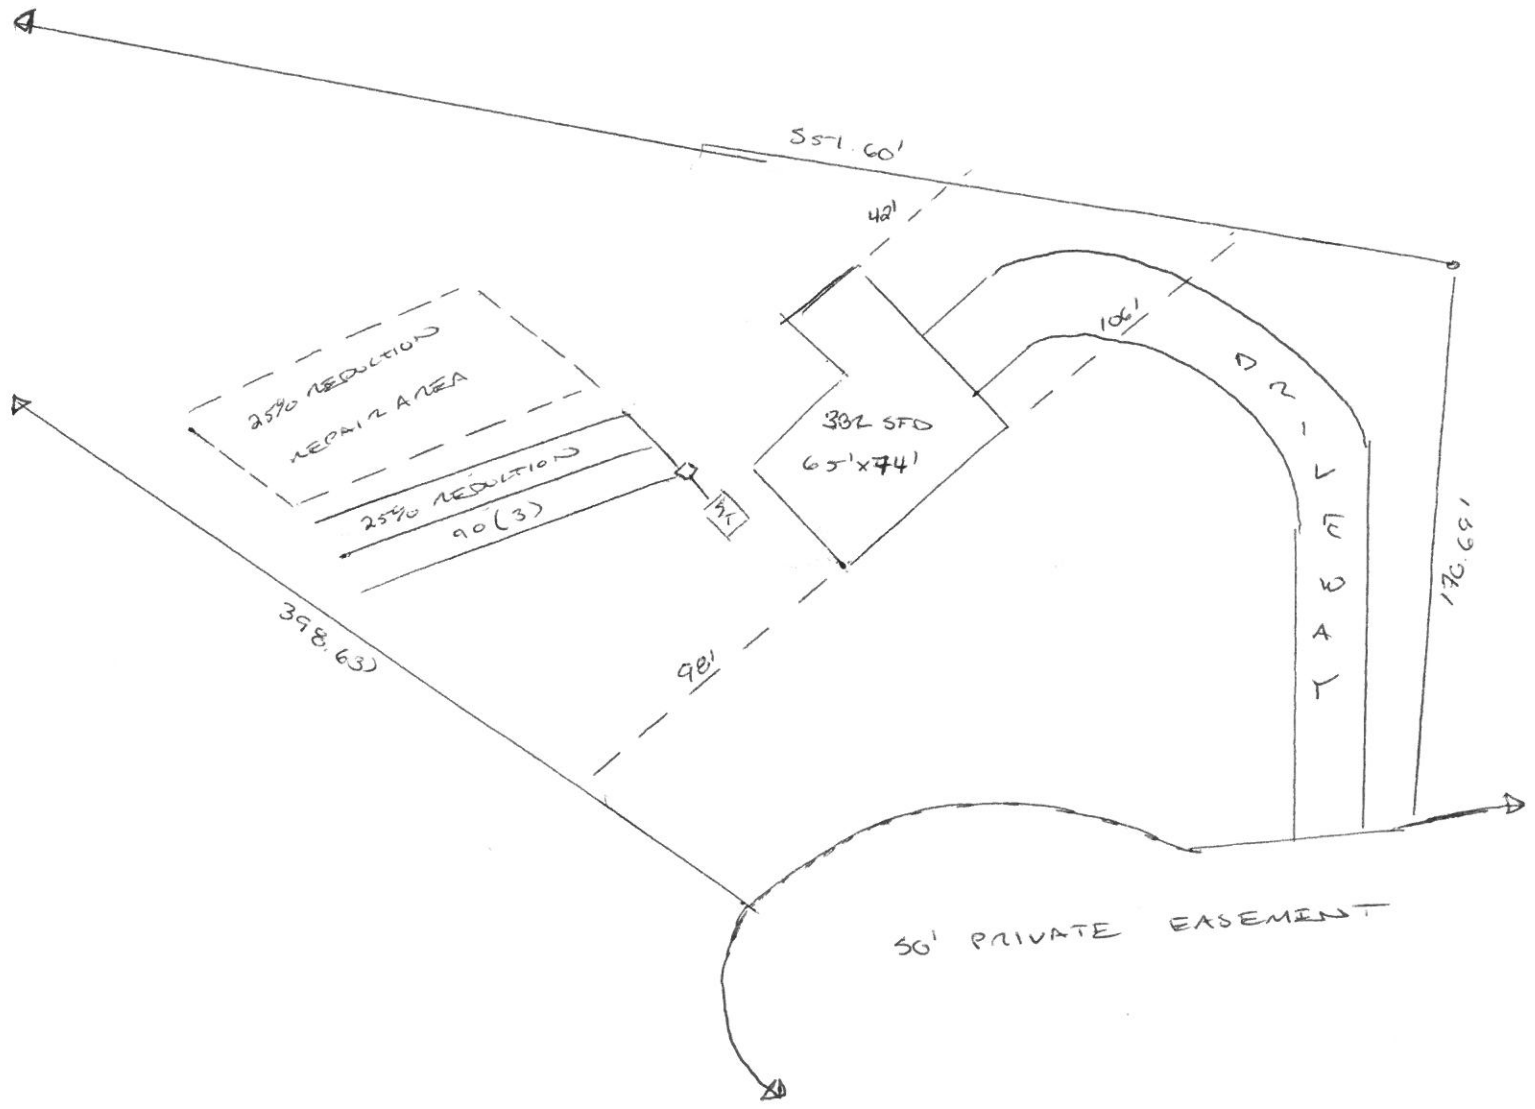 551.60'
42'
106'
25% REDUCTION
REPAIR AREA
3BR SFD
65'x74'
DRIVEWAY
25% REDUCTION
90(3)
170.69'
398.63'
98'
50' PRIVATE EASEMENT